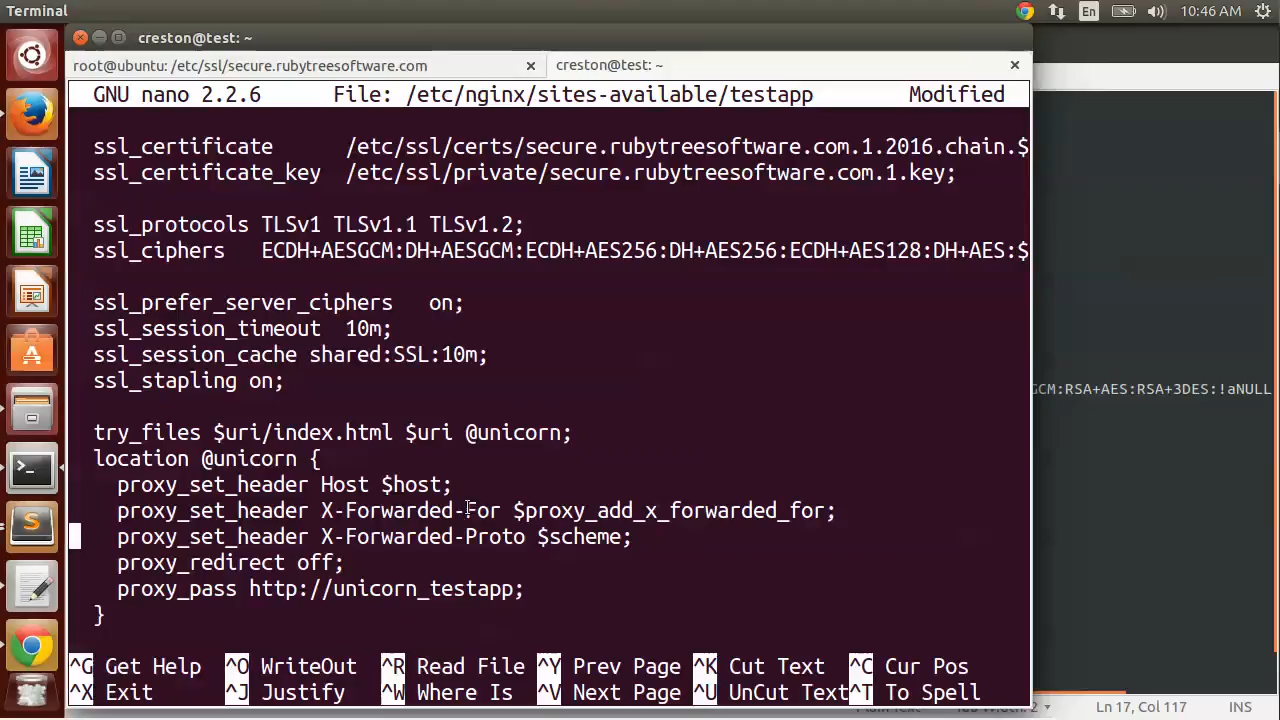 Terminal
En
10:46 AM
creston@test: ~
root@ubuntu: /etc/ssl/secure.rubytreesoftware.com
creston@test: ~
GNU nano 2.2.6 File: /etc/nginx/sites-available/testapp Modified
ssl_certificate /etc/ssl/certs/secure.rubytreesoftware.com.1.2016.chain.$
ssl_certificate_key /etc/ssl/private/secure.rubytreesoftware.com.1.key;
ssl_protocols TLSv1 TLSv1.1 TLSv1.2;
ssl_ciphers ECDH+AESGCM:DH+AESGCM:ECDH+AES256:DH+AES256:ECDH+AES128:DH+AES:$
ssl_prefer_server_ciphers on;
ssl_session_timeout 10m;
ssl_session_cache shared:SSL:10m;
ssl_stapling on;
GCM:RSA+AES:RSA+3DES:!aNULL
try_files $uri/index.html $uri @unicorn;
location @unicorn {
proxy_set_header Host $host;
proxy_set_header X-Forwarded-For $proxy_add_x_forwarded_for;
proxy_set_header X-Forwarded-Proto $scheme;
proxy_redirect off;
proxy_pass http://unicorn_testapp;
}
^G Get Help ^O WriteOut ^R Read File ^Y Prev Page ^K Cut Text ^C Cur Pos
^X Exit ^J Justify ^W Where Is ^V Next Page ^U UnCut Text ^T To Spell
Ln 17, Col 117 INS